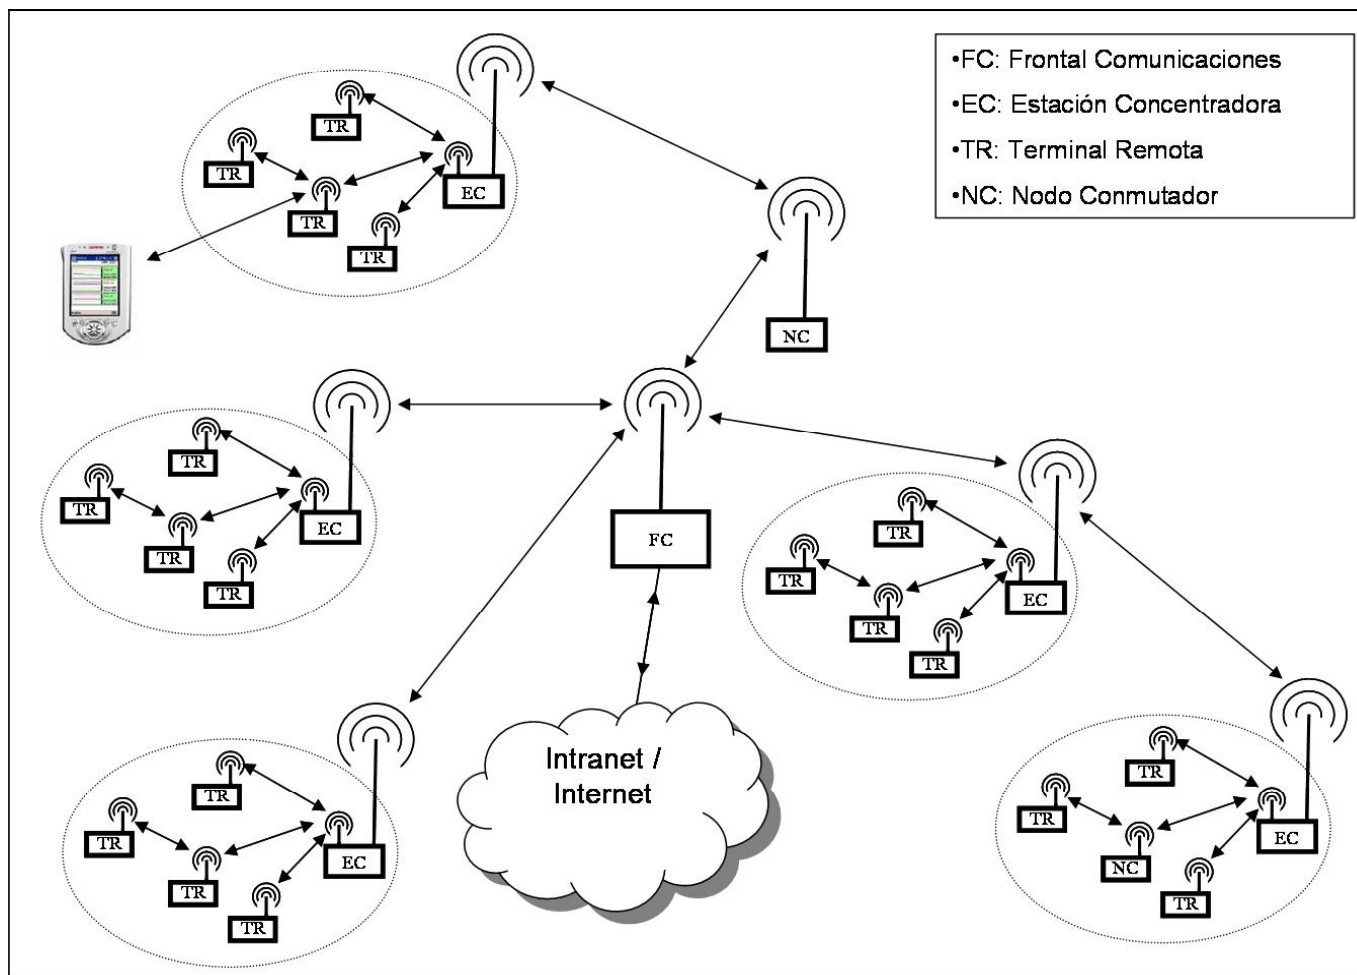 •FC: Frontal Comunicaciones
•EC: Estación Concentradora
•TR: Terminal Remota
•NC: Nodo Conmutador
TR
TR
TR
TR
EC
NC
TR
TR
TR
TR
EC
FC
TR
TR
TR
TR
EC
Intranet /
Internet
TR
TR
TR
TR
EC
TR
TR
NC
TR
EC